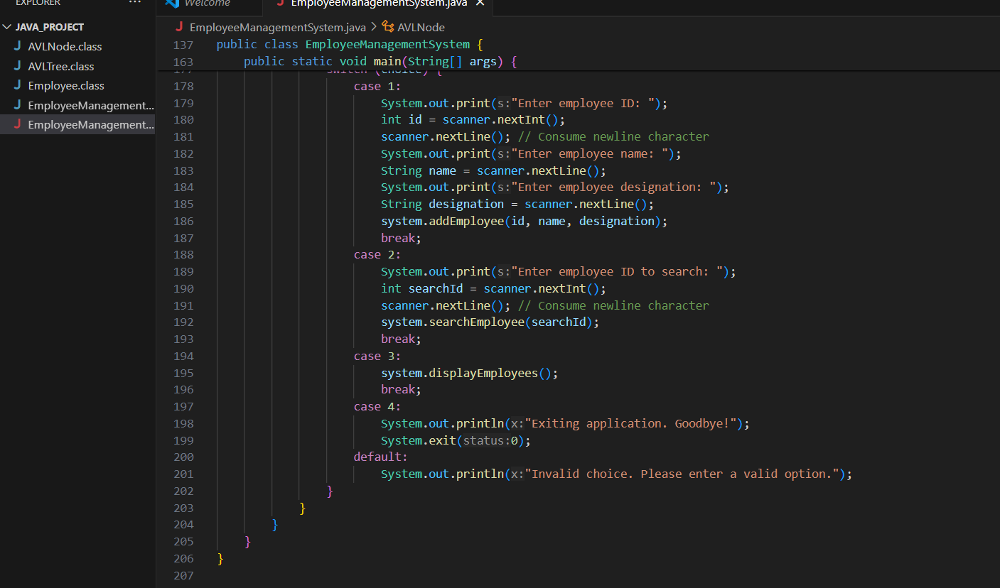 EXPLORER
...
Welcome
J EmployeeManagementSystem.java ×
JAVA_PROJECT
J AVLNode.class
J AVLTree.class
J Employee.class
J EmployeeManagement...
J EmployeeManagement...
J EmployeeManagementSystem.java > AVLNode
137 public class EmployeeManagementSystem {
163 public static void main(String[] args) {
177 switch (choice) {
178 case 1:
179 System.out.print(s:"Enter employee ID: ");
180 int id = scanner.nextInt();
181 scanner.nextLine(); // Consume newline character
182 System.out.print(s:"Enter employee name: ");
183 String name = scanner.nextLine();
184 System.out.print(s:"Enter employee designation: ");
185 String designation = scanner.nextLine();
186 system.addEmployee(id, name, designation);
187 break;
188 case 2:
189 System.out.print(s:"Enter employee ID to search: ");
190 int searchId = scanner.nextInt();
191 scanner.nextLine(); // Consume newline character
192 system.searchEmployee(searchId);
193 break;
194 case 3:
195 system.displayEmployees();
196 break;
197 case 4:
198 System.out.println(x:"Exiting application. Goodbye!");
199 System.exit(status:0);
200 default:
201 System.out.println(x:"Invalid choice. Please enter a valid option.");
202 }
203 }
204 }
205 }
206 }
207